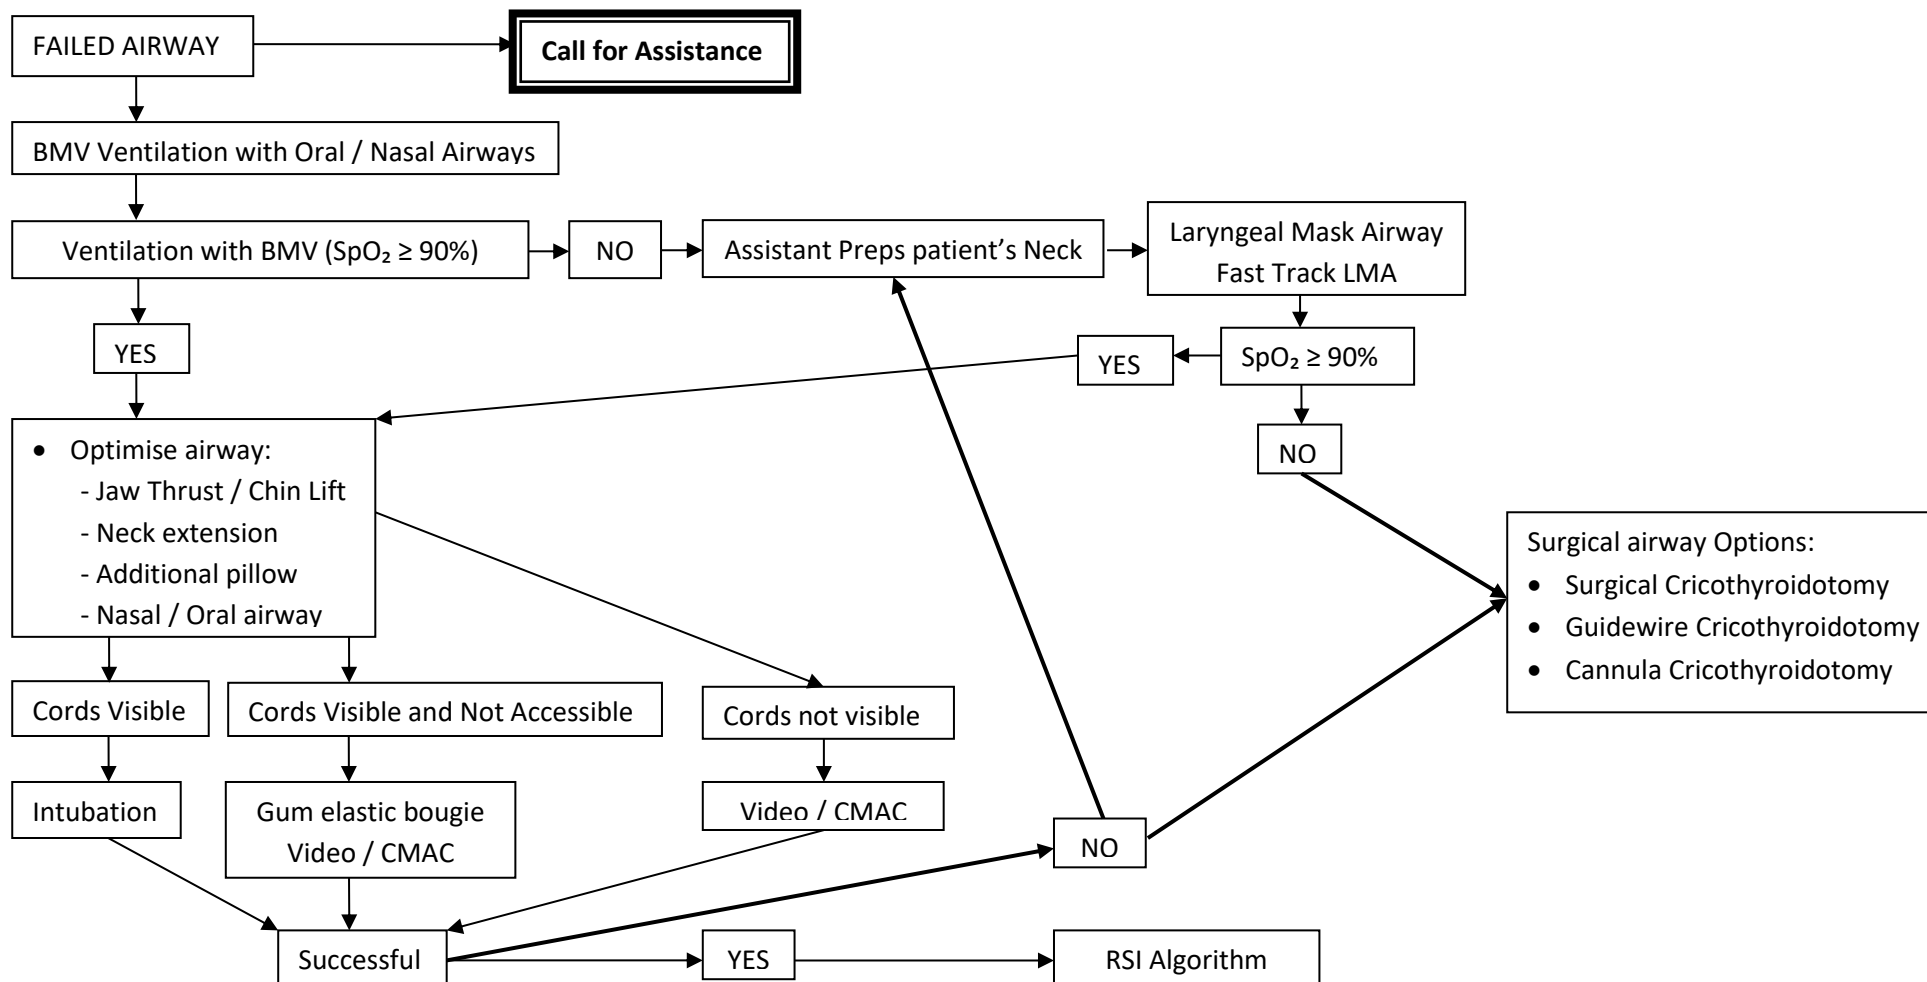 FAILED AIRWAY
Call for Assistance
BMV Ventilation with Oral / Nasal Airways
Ventilation with BMV (SpO₂ ≥ 90%)
NO
Assistant Preps patient’s Neck
Laryngeal Mask Airway
Fast Track LMA
YES
YES
SpO₂ ≥ 90%
NO
• Optimise airway:
- Jaw Thrust / Chin Lift
- Neck extension
- Additional pillow
- Nasal / Oral airway
Surgical airway Options:
• Surgical Cricothyroidotomy
• Guidewire Cricothyroidotomy
• Cannula Cricothyroidotomy
Cords Visible
Cords Visible and Not Accessible
Cords not visible
Intubation
Gum elastic bougie
Video / CMAC
Video / CMAC
NO
Successful
YES
RSI Algorithm